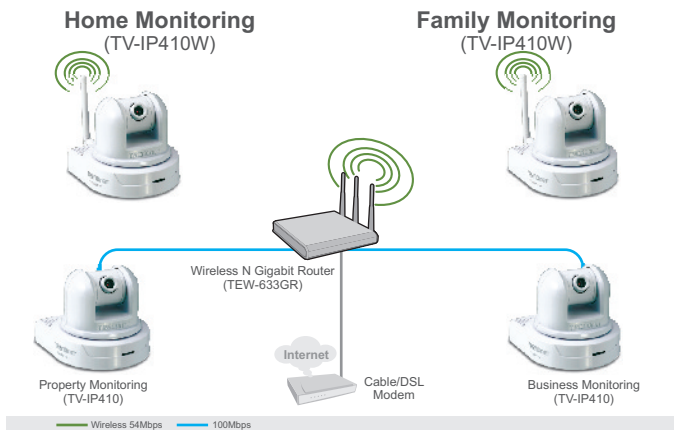 Home Monitoring
(TV-IP410W)
Family Monitoring
(TV-IP410W)
Wireless N Gigabit Router
(TEW-633GR)
Internet
Cable/DSL
Modem
Property Monitoring
(TV-IP410)
Business Monitoring
(TV-IP410)
Wireless 54Mbps
100Mbps